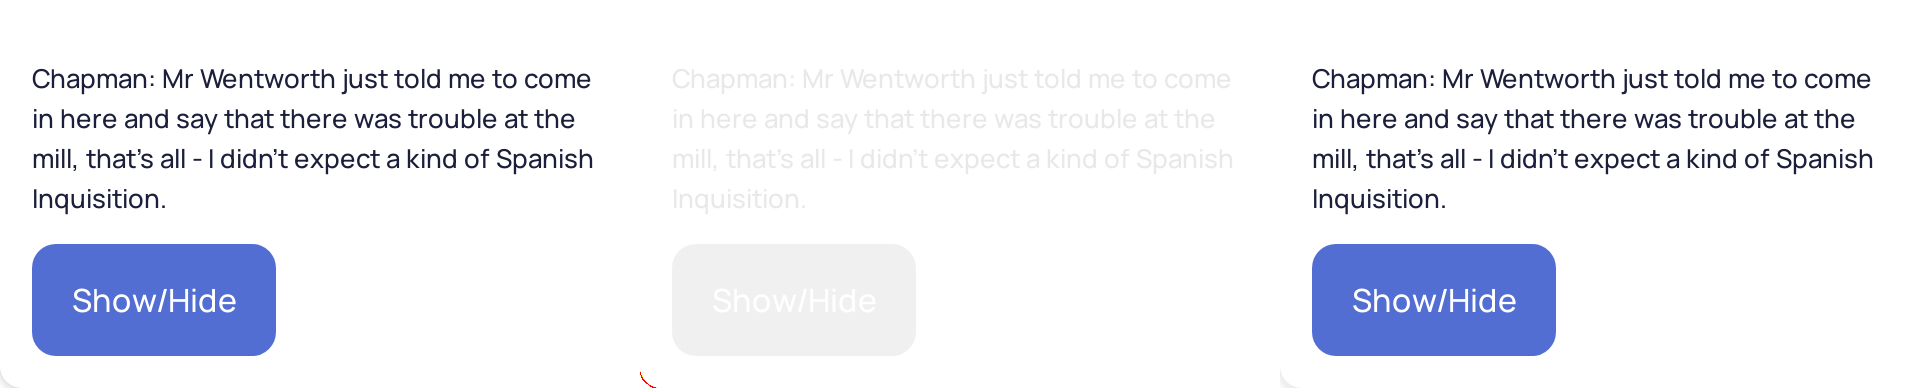 Chapman: Mr Wentworth just told me to come
in here and say that there was trouble at the
mill, that's all - I didn't expect a kind of Spanish
Inquisition.
Show/Hide
Chapman: Mr Wentworth just told me to come
in here and say that there was trouble at the
mill, that's all - I didn't expect a kind of Spanish
Inquisition.
Show/Hide
Chapman: Mr Wentworth just told me to come
in here and say that there was trouble at the
mill, that's all - I didn't expect a kind of Spanish
Inquisition.
Show/Hide